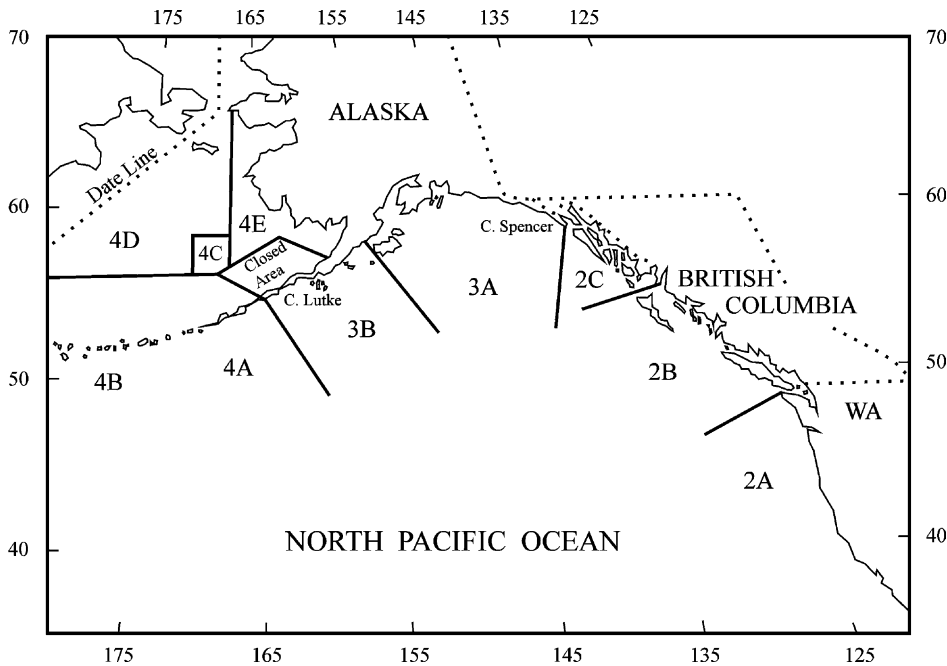 175 165 155 145 135 125
70 70
ALASKA
Date Line
60 60
4D 4C 4E
Closed
Area
C. Spencer
C. Lutke
3B 3A 2C
BRITISH
COLUMBIA
50 50
4B 4A 2B
WA
2A
40 40
NORTH PACIFIC OCEAN
175 165 155 145 135 125